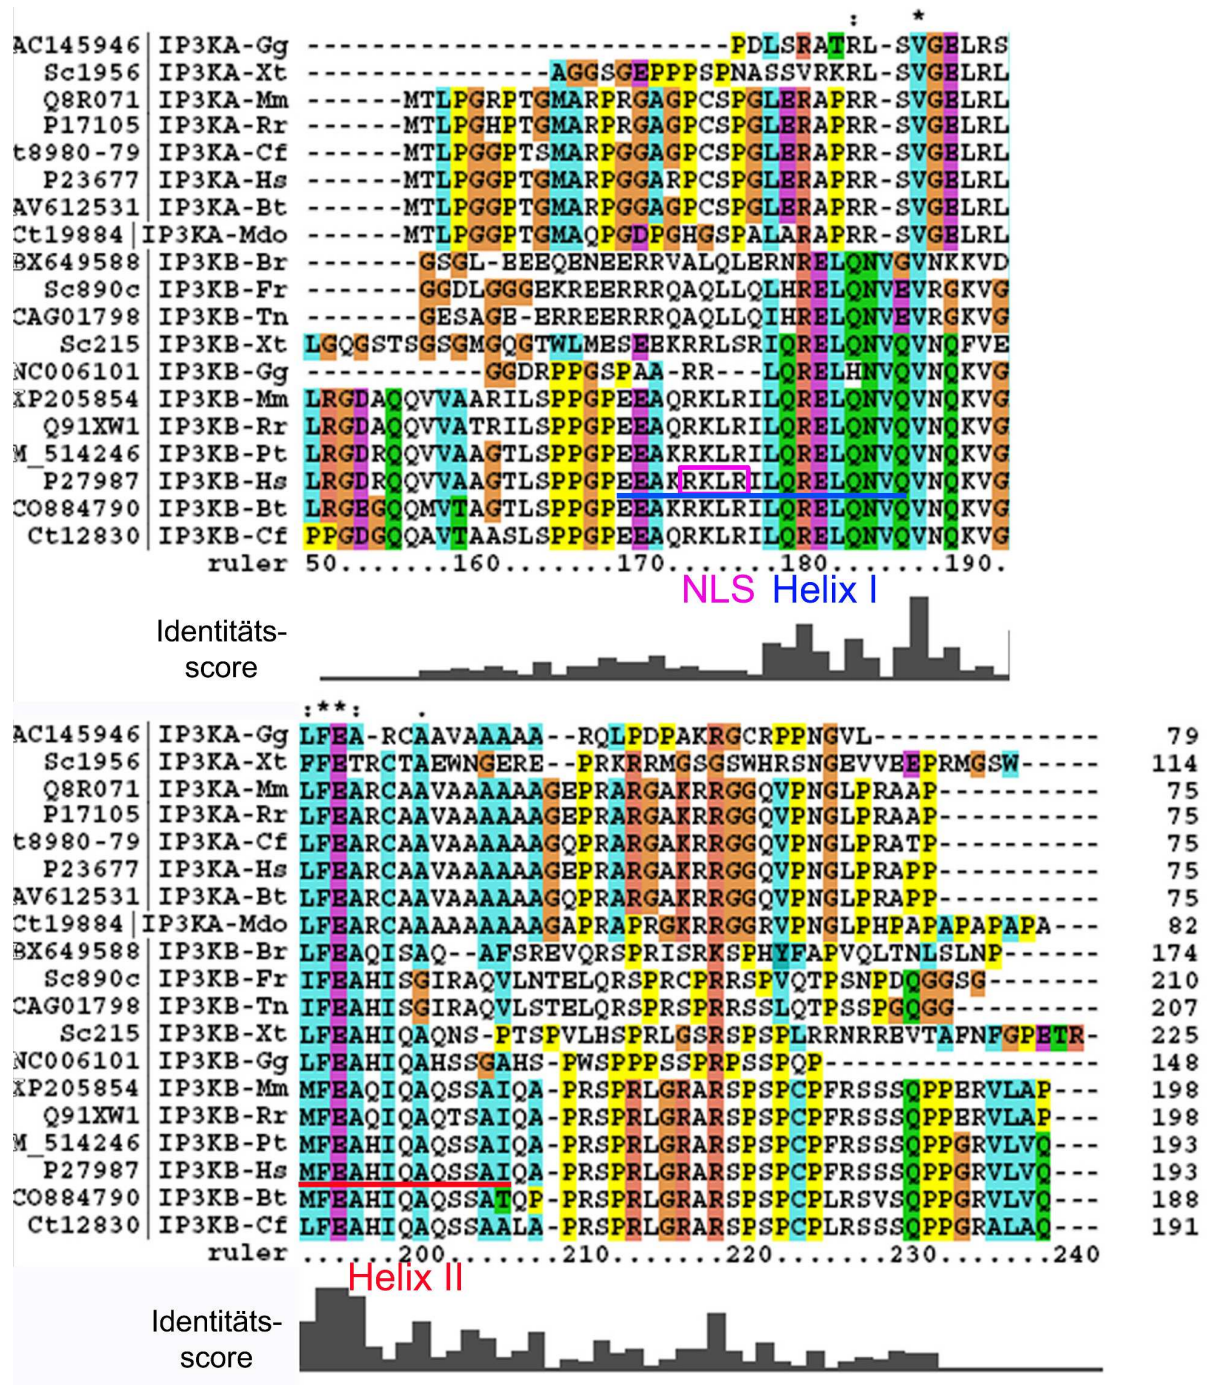 : *
AC145946 | IP3KA-Gg --------------------------PDLSRATRL-SVGELRS
Sc1956 | IP3KA-Xt ---------------AGGSGEPPPSPNASSVRKRL-SVGELRL
Q8R071 | IP3KA-Mm ------MTLPGRPTGMARPRGAGPCSPGLERAPRR-SVGELRL
P17105 | IP3KA-Rr ------MTLPGHPTGMARPRGAGPCSPGLERAPRR-SVGELRL
t8980-79 | IP3KA-Cf ------MTLPGGPTSMARPGGAGPCSPGLERAPRR-SVGELRL
P23677 | IP3KA-Hs ------MTLPGGPTGMARPGGARPCSPGLERAPRR-SVGELRL
AV612531 | IP3KA-Bt ------MTLPGGPTGMARPGGAGPCSPGLERAPRR-SVGELRL
Ct19884 | IP3KA-Mdo ------MTLPGGPTGMAQPGDPGHGSPALARAPRR-SVGELRL
BX649588 | IP3KB-Br -------GSGL-EEEQENEERRVALQLERNRELQNVGVNKKVD
Sc890c | IP3KB-Fr -------GGDLGGGEKREERRRQAQLLQLHRELQNVEVRGKVG
CAG01798 | IP3KB-Tn -------GESAGE-ERREERRRQAQLLQIHRELQNVEVRGKVG
Sc215 | IP3KB-Xt LGQGSTSGSGMGQGTWLMESEEKRRLSRIQRELQNVQVNQFVE
NC006101 | IP3KB-Gg -----------GGDRPPGSPAA-RR---LQRELHNVQVNQKVG
XP205854 | IP3KB-Mm LRGDAQQVVAARILSPPGPEEAQRKLRILQRELQNVQVNQKVG
Q91XW1 | IP3KB-Rr LRGDAQQVVATRILSPPGPEEAQRKLRILQRELQNVQVNQKVG
M_514246 | IP3KB-Pt LRGDRQQVVAAGTLSPPGPEEAKRKLRILQRELQNVQVNQKVG
P27987 | IP3KB-Hs LRGDRQQVVAAGTLSPPGPEEAKRKLRILQRELQNVQVNQKVG
CO884790 | IP3KB-Bt LRGEGQQMVTAGTLSPPGPEEAKRKLRILQRELQNVQVNQKVG
Ct12830 | IP3KB-Cf PPGDGQQAVTAASLSPPGPEEAQRKLRILQRELQNVQVNQKVG
ruler 50.......160.......170.......180.......190.
NLS Helix I
Identitäts-
score
:**: .
AC145946 | IP3KA-Gg LFEA-RCAAVAAAAA--RQLPDPAKRGCRPPNGVL-------------- 79
Sc1956 | IP3KA-Xt FFETRCTAEWNGERE--PRKRRMGSGSWHRSNGEVVEEPRMGSW----- 114
Q8R071 | IP3KA-Mm LFEARCAAVAAAAAAGEPRARGAKRRGGQVPNGLPRAAP---------- 75
P17105 | IP3KA-Rr LFEARCAAVAAAAAAGEPRARGAKRRGGQVPNGLPRAAP---------- 75
t8980-79 | IP3KA-Cf LFEARCAAVAAAAAAGQPRARGAKRRGGQVPNGLPRATP---------- 75
P23677 | IP3KA-Hs LFEARCAAVAAAAAAGEPRARGAKRRGGQVPNGLPRAPP---------- 75
AV612531 | IP3KA-Bt LFEARCAAVAAAAAAGQPRARGAKRRGGQVPNGLPRAPP---------- 75
Ct19884 | IP3KA-Mdo LFEARCAAAAAAAAAGAPRAPRGKRRGGRVPNGLPHPAPAPAPAPA--- 82
BX649588 | IP3KB-Br LFEAQISAQ--AFSREVQRSPRISRKSPHYFAPVQLTNLSLNP------ 174
Sc890c | IP3KB-Fr IFEAHISGIRAQVLNTELQRSPRCPRRSPVQTPSNPDQGGSG------- 210
CAG01798 | IP3KB-Tn IFEAHISGIRAQVLSTELQRSPRSPRRSSLQTPSSPGQGG--------- 207
Sc215 | IP3KB-Xt LFEAHIQAQNS-PTSPVLHSPRLGSRSPSPLRRNRREVTAFNFGPETR- 225
NC006101 | IP3KB-Gg LFEAHIQAHSSGAHS-PWSPPPSSPRPSSPQP----------------- 148
XP205854 | IP3KB-Mm MFEAQIQAQSSAIQA-PRSPRLGRARSPSPCPFRSSSQPPERVLAP--- 198
Q91XW1 | IP3KB-Rr MFEAQIQAQTSAIQA-PRSPRLGRARSPSPCPFRSSSQPPERVLAP--- 198
M_514246 | IP3KB-Pt MFEAHIQAQSSAIQA-PRSPRLGRARSPSPCPFRSSSQPPGRVLVQ--- 193
P27987 | IP3KB-Hs MFEAHIQAQSSAIQA-PRSPRLGRARSPSPCPFRSSSQPPGRVLVQ--- 193
CO884790 | IP3KB-Bt MFEAHIQAQSSATQP-PRSPRLGRARSPSPCPLRSVSQPPGRVLVQ--- 188
Ct12830 | IP3KB-Cf LFEAHIQAQSSAALA-PRSPRLGRARSPSPCPLRSSSQPPGRALAQ--- 191
ruler .......200.......210.......220.......230.......240
Helix II
Identitäts-
score